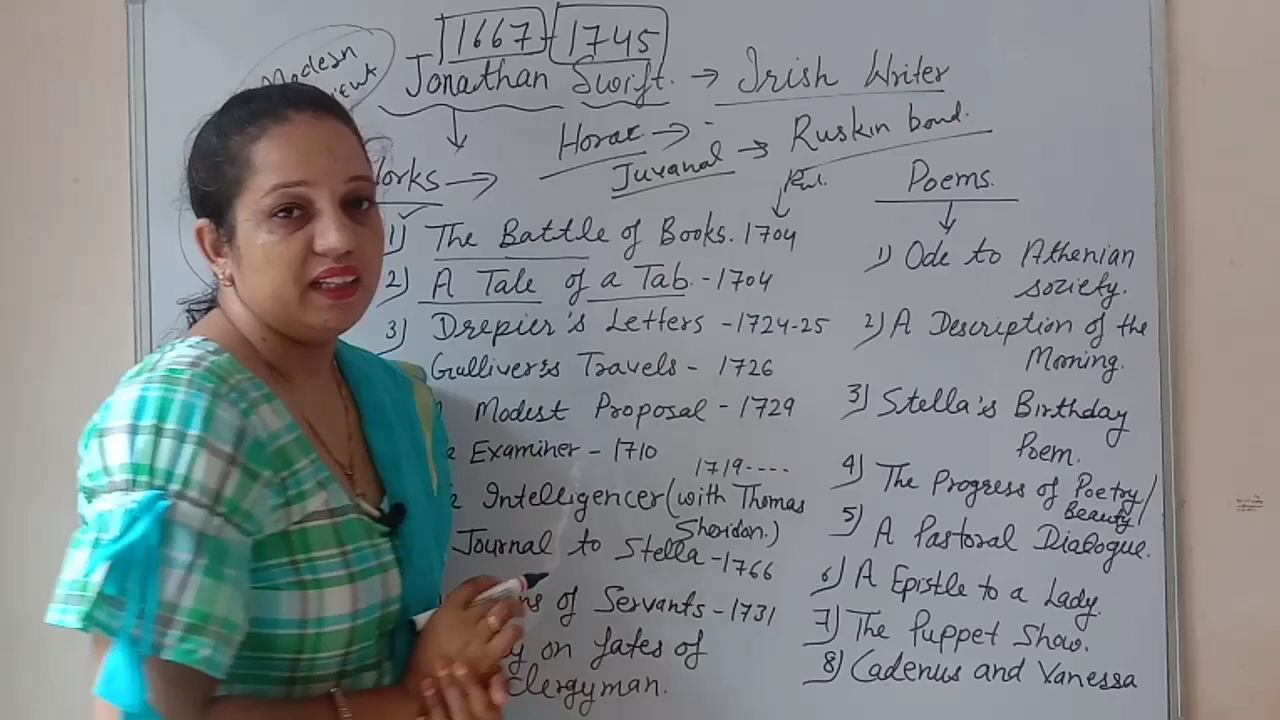 1667 - 1745
Modern
Jonathan Swift. → Irish Writer
Horac →
Juvanal → Ruskin bond.
Works →
1) The Battle of Books. 1704
2) A Tale of a Tab. - 1704
3) Drepier's Letters - 1724-25
Gulliver's Travels - 1726
Modest Proposal - 1729
Examiner - 1710
1719----
Intelligencer (with Thomas
Sheridon.)
Journal to Stella - 1766
of Servants - 1731
on fates of
Clergyman.
Poems.
1) Ode to Athenian
society.
2) A Description of the
Morning.
3) Stella's Birthday
Poem.
4) The Progress of Poetry/
Beauty/
5) A Pastoral Dialogue.
6) A Epistle to a Lady.
7) The Puppet Show.
8) Cadenus and Vanessa